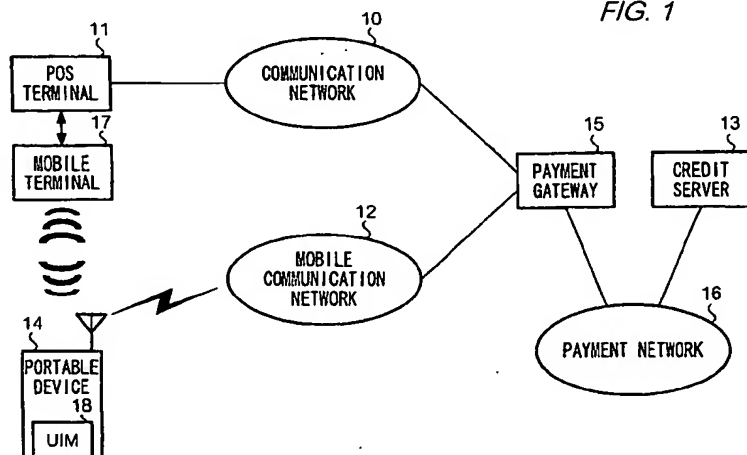 FIG. 1
10
11
POS
TERMINAL
COMMUNICATION
NETWORK
17
MOBILE
TERMINAL
15
PAYMENT
GATEWAY
13
CREDIT
SERVER
12
MOBILE
COMMUNICATION
NETWORK
16
PAYMENT NETWORK
14
PORTABLE
DEVICE
18
UIM